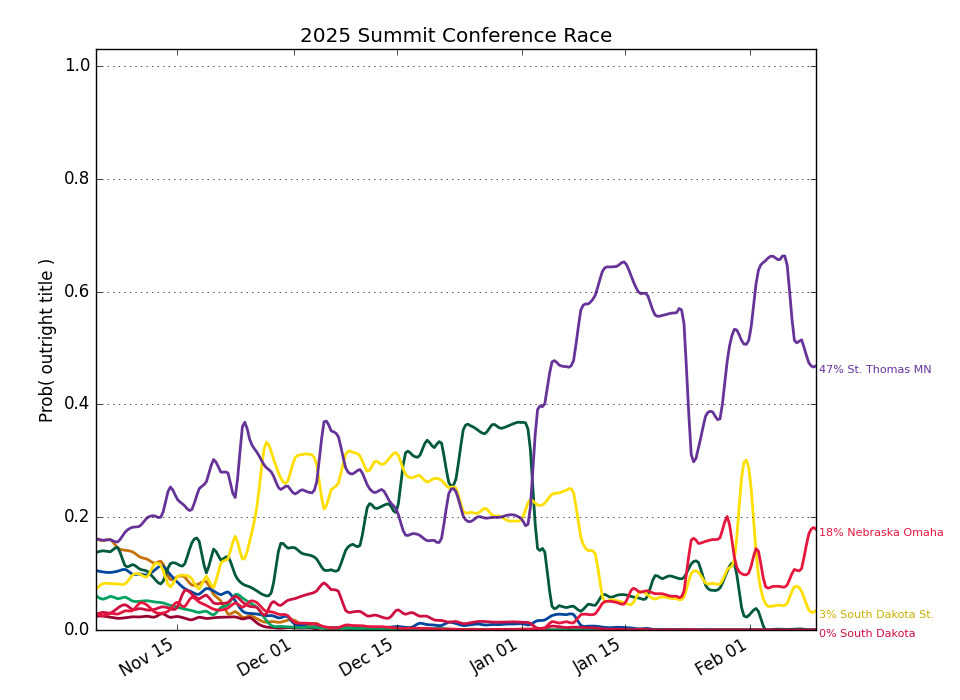 2025 Summit Conference Race
1.0
0.8
0.6
0.4
0.2
0.0
Prob( outright title )
47% St. Thomas MN
18% Nebraska Omaha
3% South Dakota St.
0% South Dakota
Nov 15
Dec 01
Dec 15
Jan 01
Jan 15
Feb 01